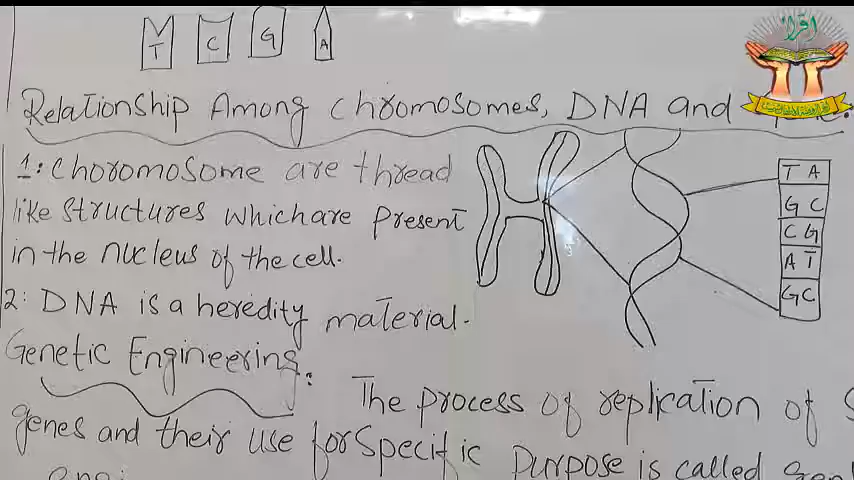 T C G A
اقرأ
Relationship Among Chromosomes, DNA and
1: Choromosome are thread
like structures which are present
in the nucleus of the cell.
2: DNA is a heredity material.
T A
G C
C G
A T
G C
Genetic Engineering:
The process of replication of
genes and their use for specific purpose is called